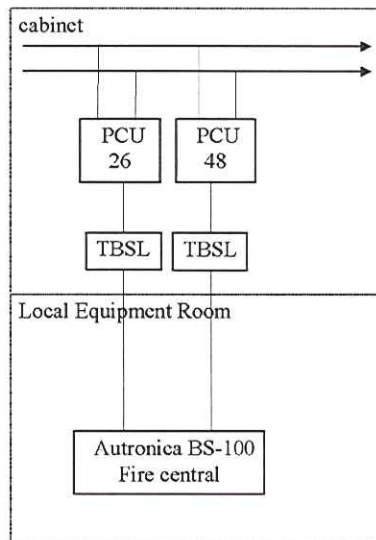 cabinet
PCU
26
PCU
48
TBSL
TBSL
Local Equipment Room
Autronica BS-100
Fire central